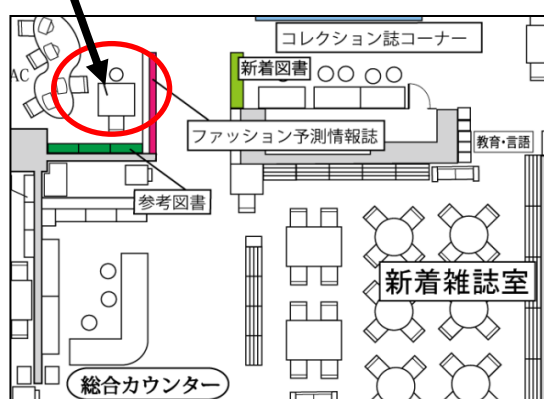 コレクション誌コーナー
新着図書
AC
ファッション予測情報誌
教育・言語
参考図書
新着雑誌室
総合カウンター